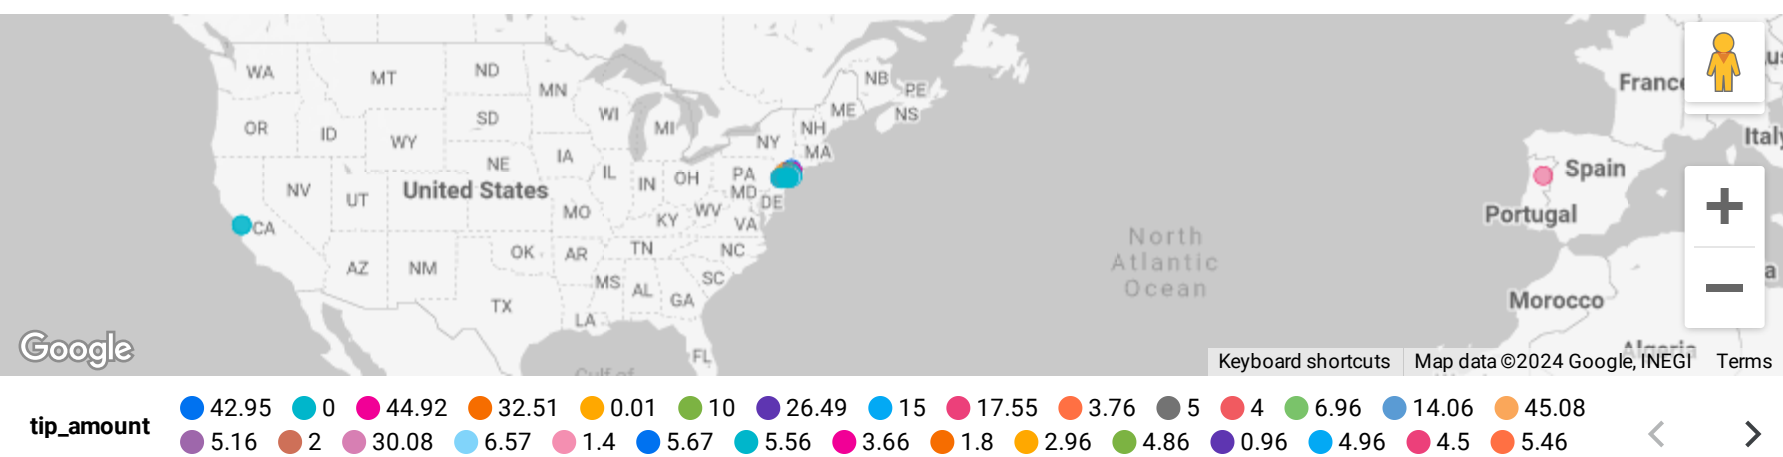 WA
MT
ND
MN
NB
PE
France
OR
ID
WY
SD
WI
MI
ME
NS
NH
NY
MA
NE
IA
IL
IN
OH
PA
MD
DE
NV
UT
United States
MO
KY
WV
VA
Spain
Portugal
Italy
CA
AZ
NM
OK
AR
TN
NC
MS
AL
GA
SC
TX
LA
FL
North
Atlantic
Ocean
Morocco
Algeria
Gulf of
Google
Keyboard shortcuts Map data ©2024 Google, INEGI Terms
tip_amount
42.95 0 44.92 32.51 0.01 10 26.49 15 17.55 3.76 5 4 6.96 14.06 45.08
5.16 2 30.08 6.57 1.4 5.67 5.56 3.66 1.8 2.96 4.86 0.96 4.96 4.5 5.46